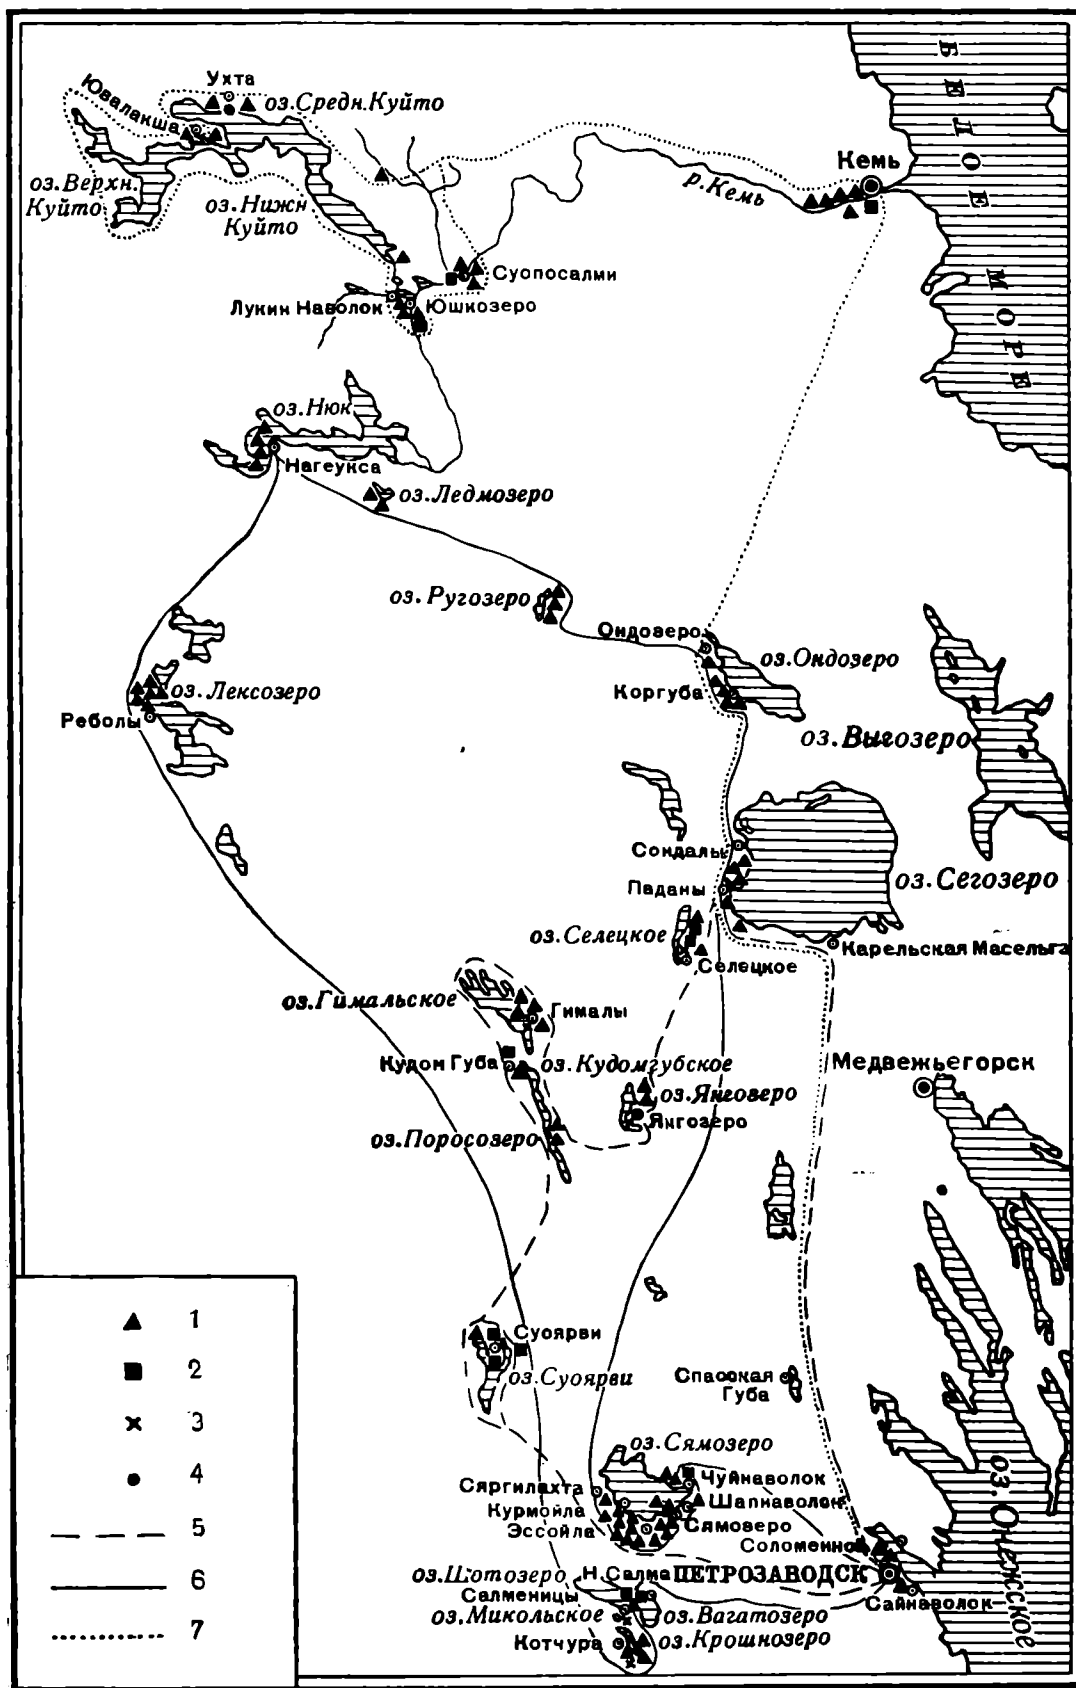 Ухта
оз. Средн. Куйто
Ювалакша
оз. Верхн.
Куйто
оз. Нижн
Куйто
БЕЛОЕ МОРЕ
Кемь
р. Кемь
Суопосалми
Лукин Наволок
Юшкозеро
оз. Нюк
Нагеукса
оз. Ледмозеро
оз. Ругозеро
Ондозеро
оз. Ондозеро
Коргуба
оз. Лексозеро
Реболы
оз. Выгозеро
Сондалы
Паданы
оз. Сегозеро
оз. Селецкое
Селецкое
Карельская Масельга
оз. Гимальское
Гималы
Кудом Губа
оз. Кудомгубское
Медвежьегорск
оз. Янгозеро
Янгозеро
оз. Поросозеро
Суоярви
оз. Суоярви
Спасская
Губа
оз. Сямозеро
Чуйнаволок
Сяргилахта
Шапнаволок
Курмойла
Эссойла
Сямозеро
Соломенное
оз. Шотозеро
Н. Салма
ПЕТРОЗАВОДСК
Салменицы
Сайнаволок
оз. Микольское
оз. Вагатозеро
Котчура
оз. Крошнозеро
оз. Онежское
1
2
3
4
5
6
7